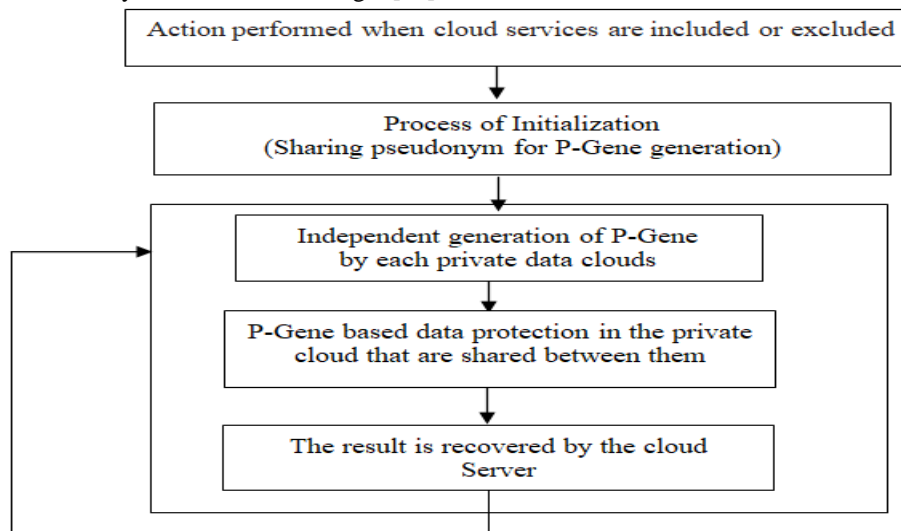 Action performed when cloud services are included or excluded
Process of Initialization
(Sharing pseudonym for P-Gene generation)
Independent generation of P-Gene
by each private data clouds
P-Gene based data protection in the private
cloud that are shared between them
The result is recovered by the cloud
Server